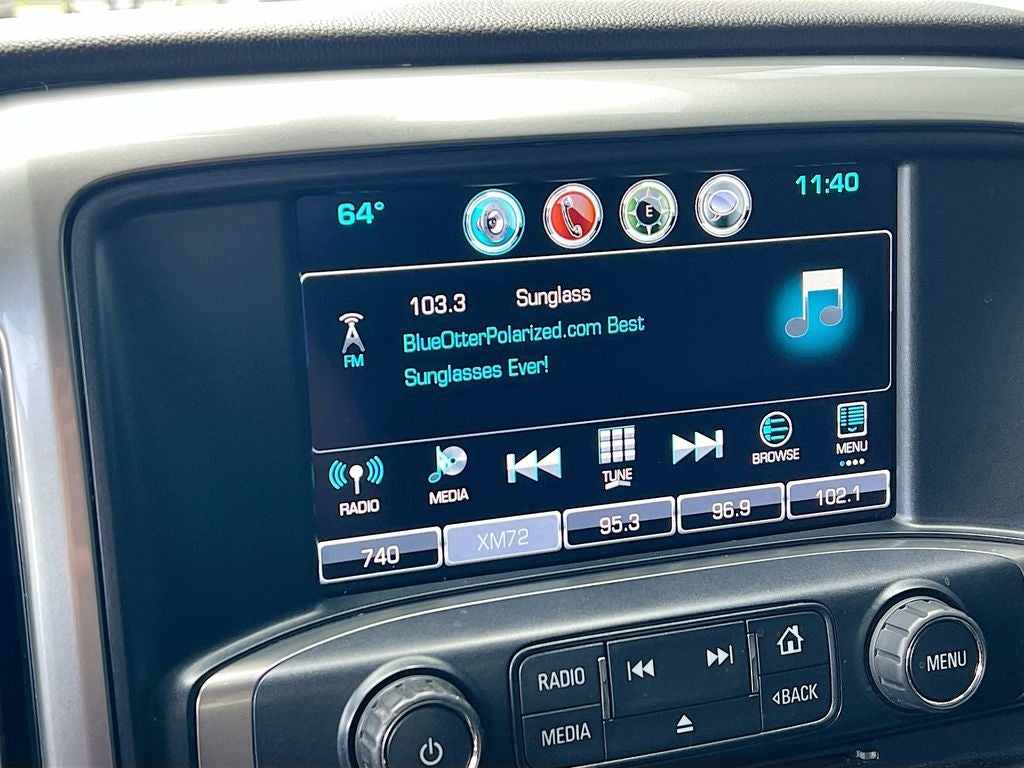 64° 11:40
E
103.3 Sunglass
FM
BlueOtterPolarized.com Best
Sunglasses Ever!
RADIO MEDIA TUNE BROWSE MENU
740 XM72 95.3 96.9 102.1
RADIO MENU
MEDIA BACK